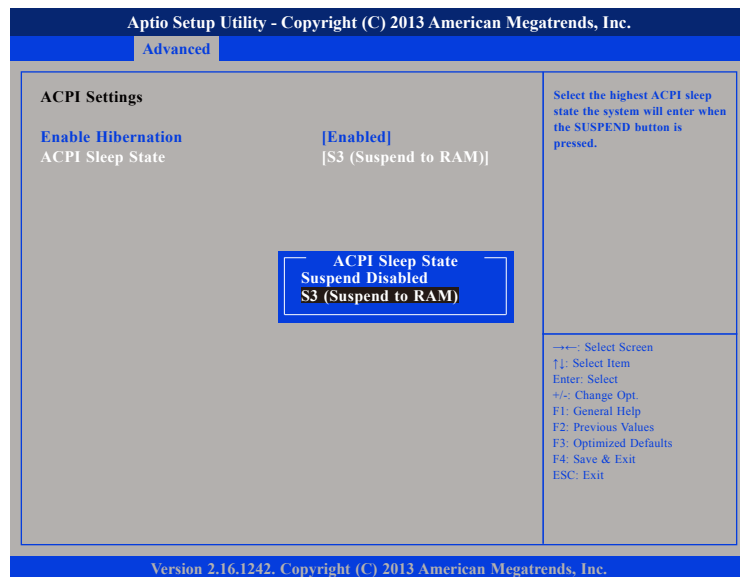 Aptio Setup Utility - Copyright (C) 2013 American Megatrends, Inc.
Advanced
ACPI Settings
Enable Hibernation [Enabled]
ACPI Sleep State [S3 (Suspend to RAM)]
ACPI Sleep State
Suspend Disabled
S3 (Suspend to RAM)
Select the highest ACPI sleep
state the system will enter when
the SUSPEND button is
pressed.
→←: Select Screen
↑↓: Select Item
Enter: Select
+/-: Change Opt.
F1: General Help
F2: Previous Values
F3: Optimized Defaults
F4: Save & Exit
ESC: Exit
Version 2.16.1242. Copyright (C) 2013 American Megatrends, Inc.